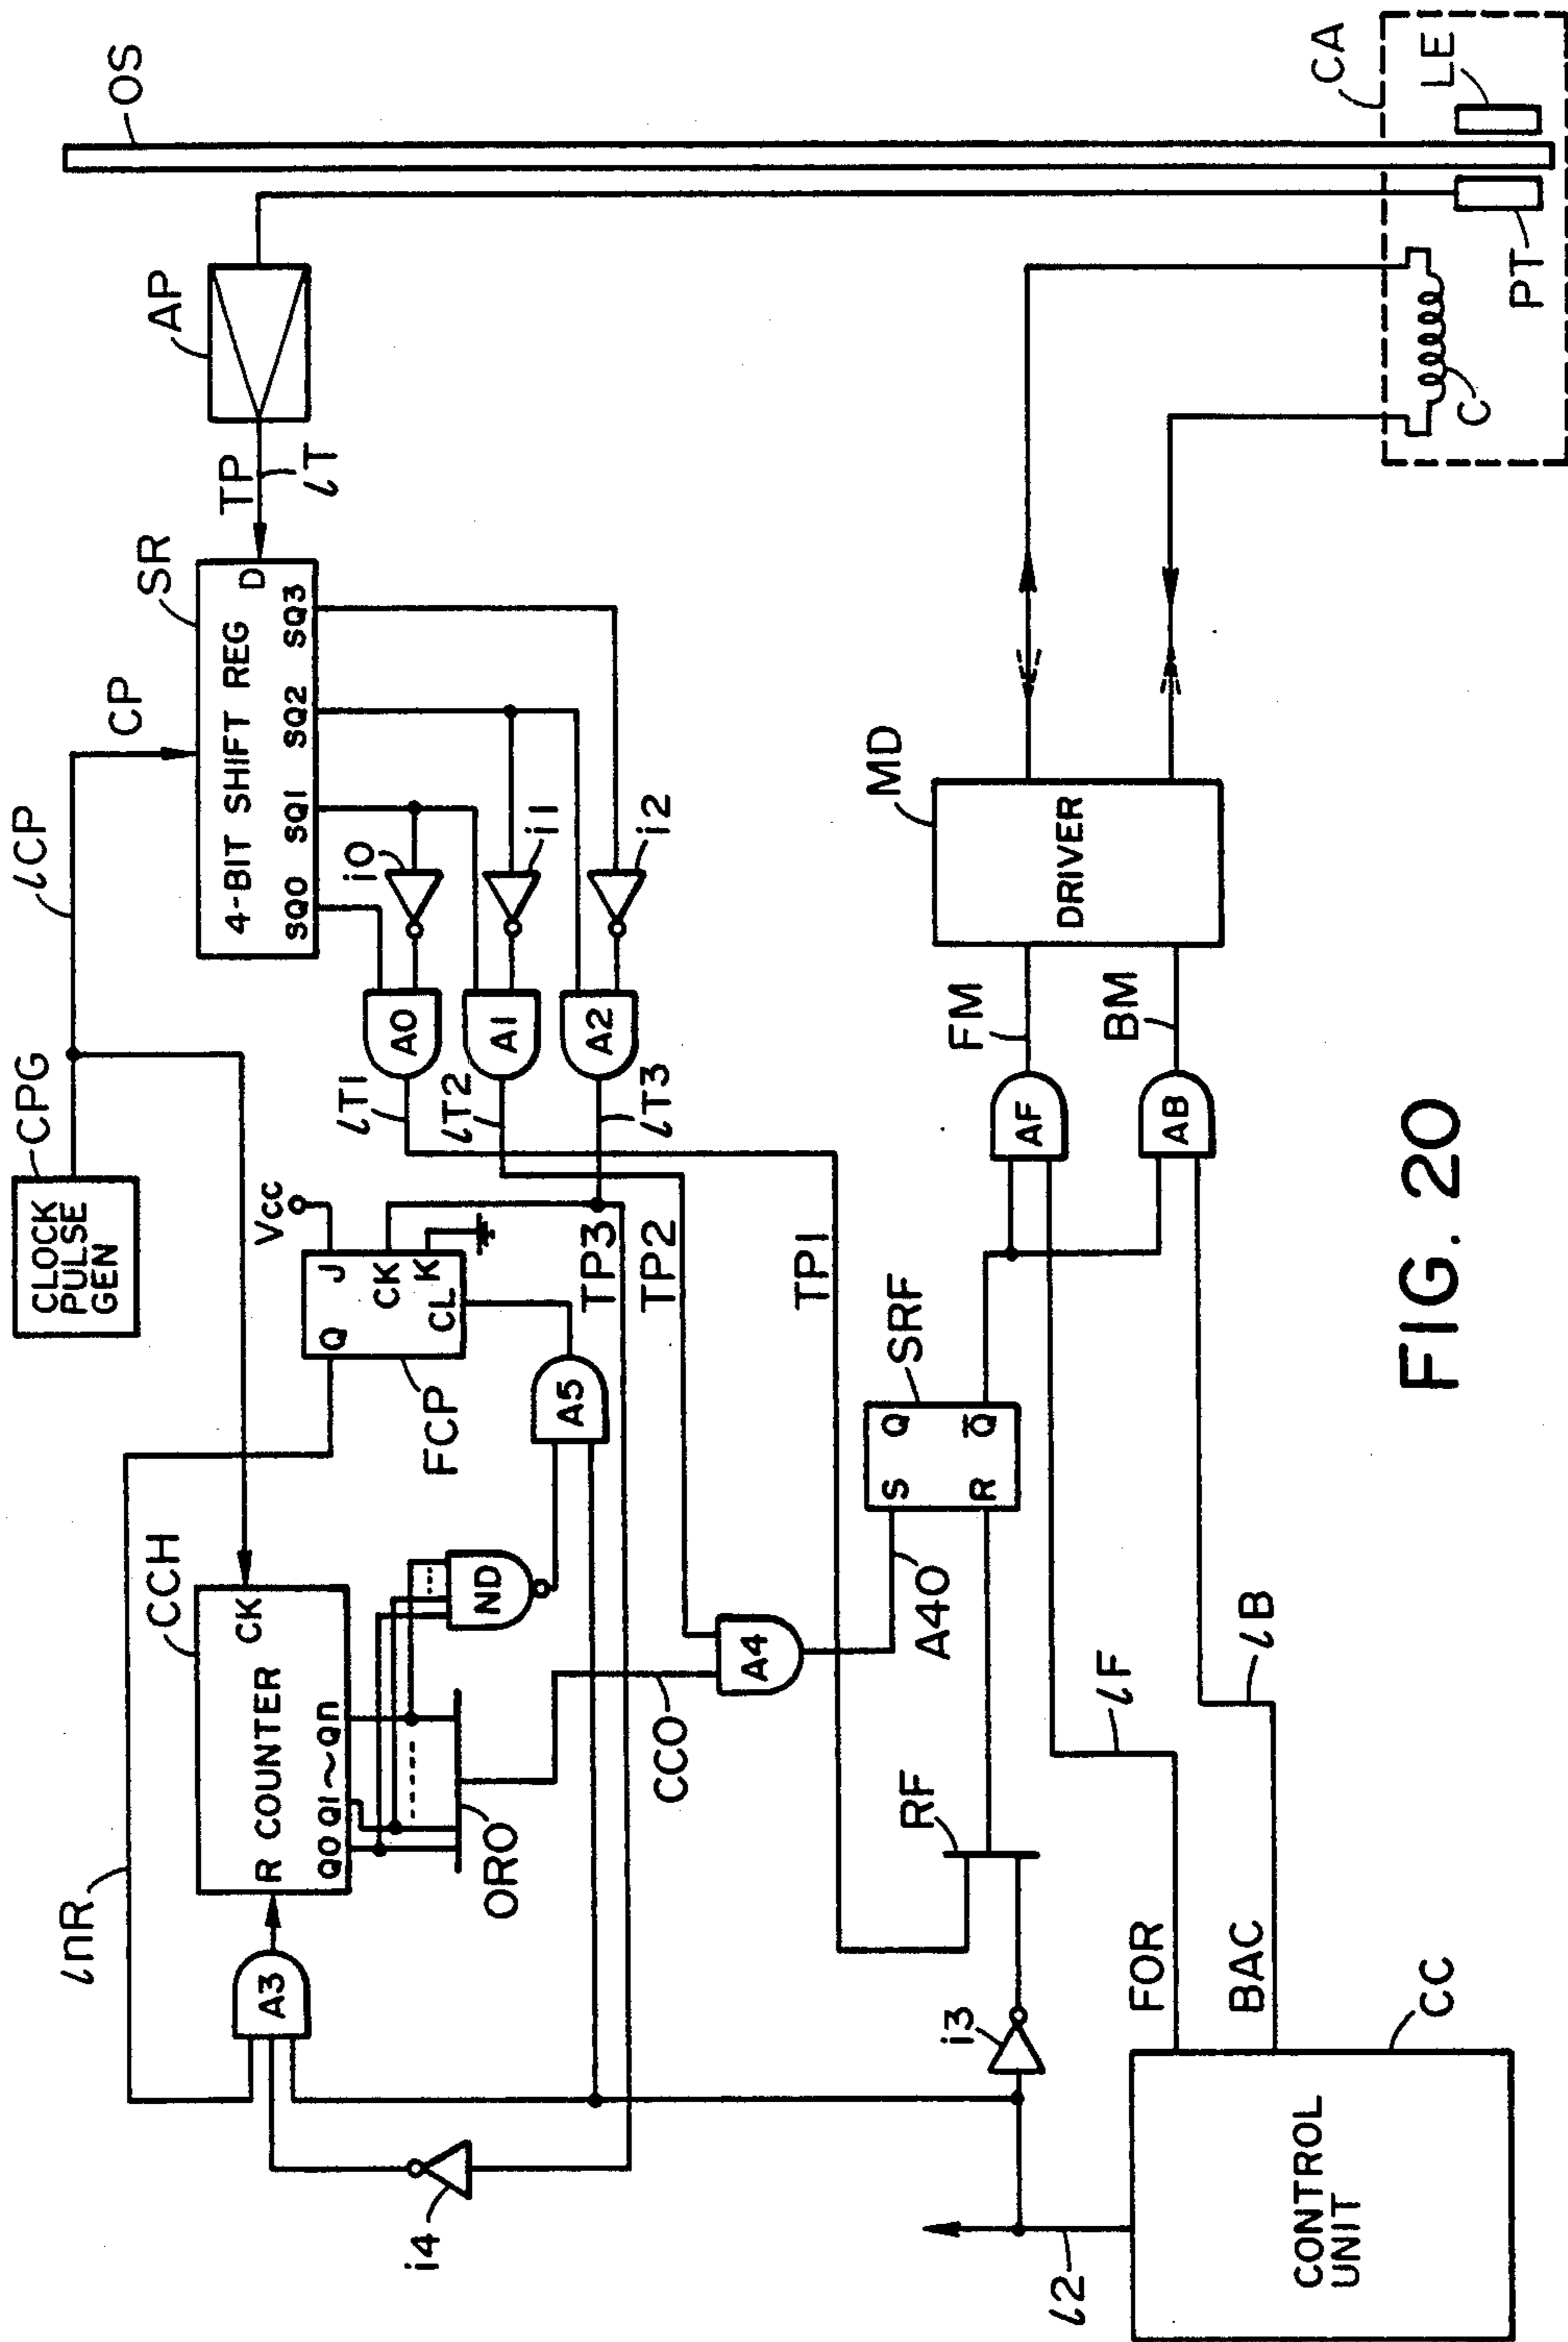 CLOCK
PULSE
GEN
CPG
ℓCP
CP
ℓnR
A3
i4
R COUNTER
CK
Q0 Q1 ~ Qn
CCH
ND
ORO
CCO
Vcc
Q
J
CK
K
CL
FCP
A5
SR
4-BIT SHIFT REG
D
SQ0 SQ1 SQ2 SQ3
TP
ℓT
AP
OS
i0
i1
i2
A0
A1
A2
ℓT1
ℓT2
ℓT3
TP3
TP2
TP1
A4
A40
S Q
R Q̅
SRF
RF
i3
ℓ2
CONTROL
UNIT
CC
FOR
BAC
ℓF
ℓB
AF
AB
FM
BM
DRIVER
MD
C
CA
LE
PT
FIG. 20